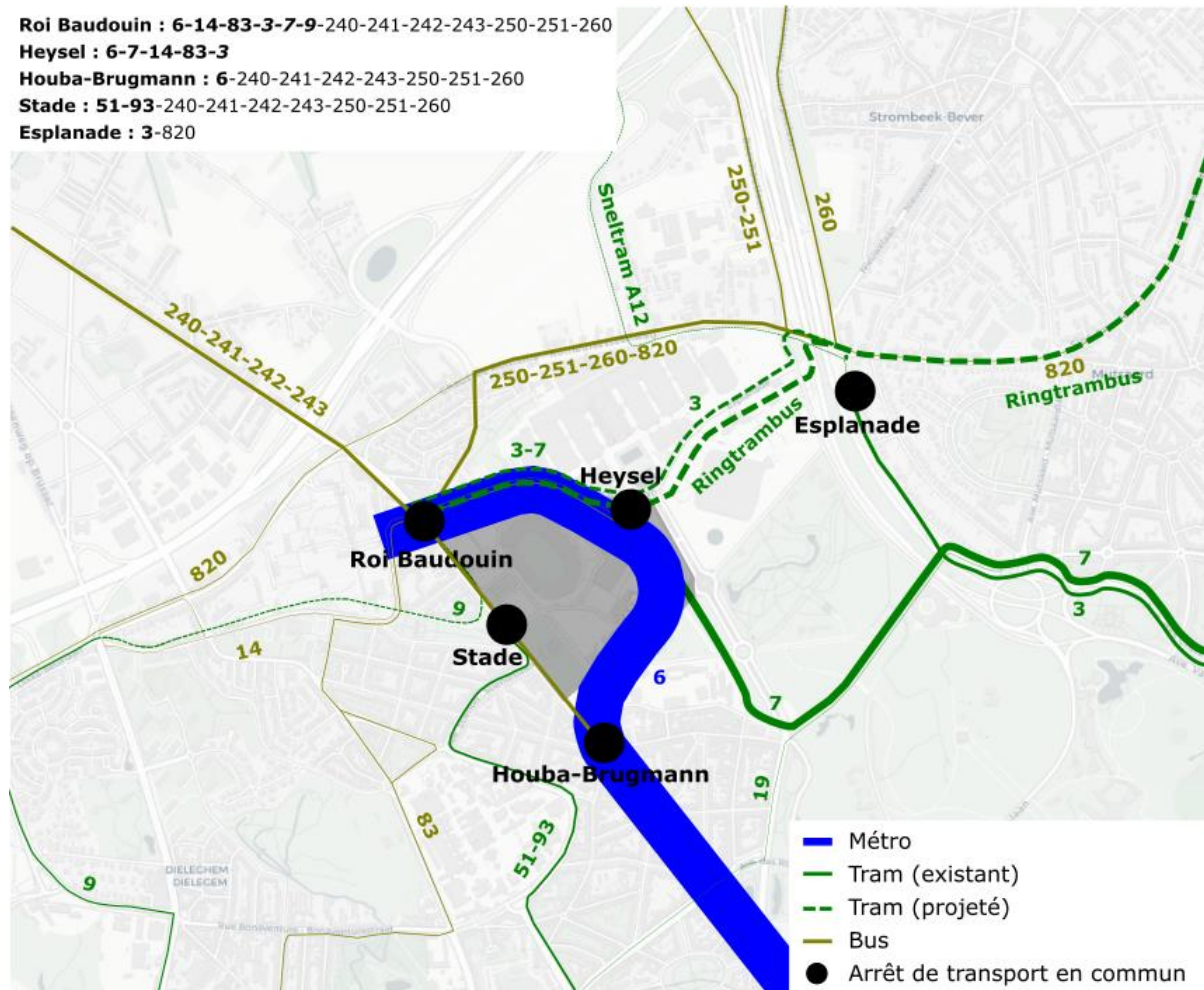 Roi Baudouin : 6-14-83-3-7-9-240-241-242-243-250-251-260
Heysel : 6-7-14-83-3
Houba-Brugmann : 6-240-241-242-243-250-251-260
Stade : 51-93-240-241-242-243-250-251-260
Esplanade : 3-820
Strombeek Bever
250-251
260
Sneltram A12
240-241-242-243
250-251-260-820
820
Ringtrambus
3
Ringtrambus
Esplanade
3-7
Heysel
Roi Baudouin
820
9
7
3
14
Stade
6
7
Houba-Brugmann
19
83
51-93
DIELEGHEM
DIELEGEM
9
Métro
Tram (existant)
Tram (projeté)
Bus
Arrêt de transport en commun